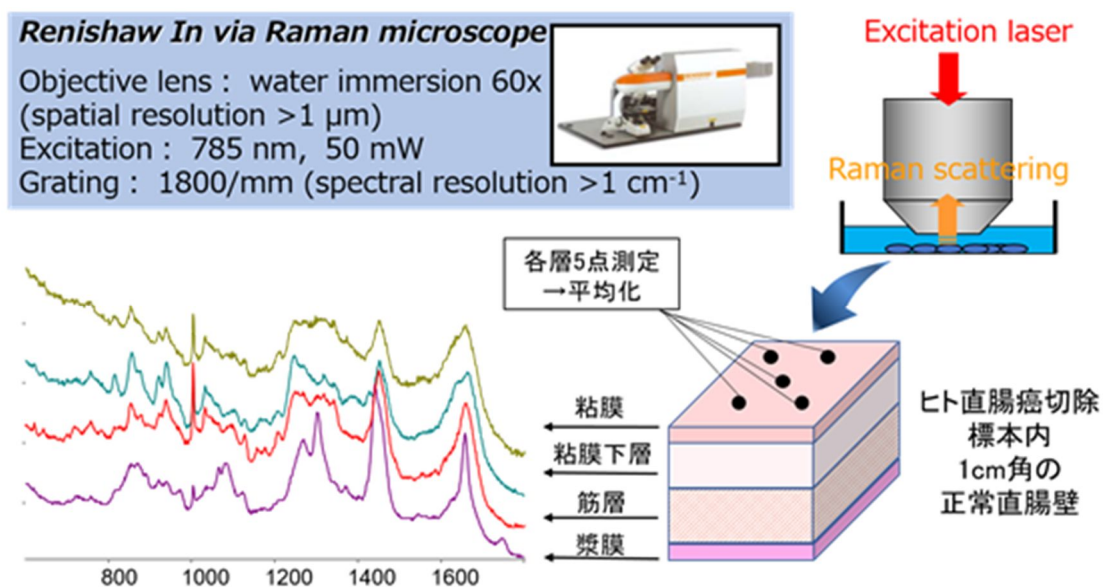 Renishaw In via Raman microscope
Objective lens : water immersion 60x
(spatial resolution >1 μm)
Excitation : 785 nm, 50 mW
Grating : 1800/mm (spectral resolution >1 cm-1)
Excitation laser
Raman scattering
各層5点測定
→平均化
粘膜
粘膜下層
筋層
漿膜
ヒト直腸癌切除
標本内
1cm角の
正常直腸壁
800 1000 1200 1400 1600